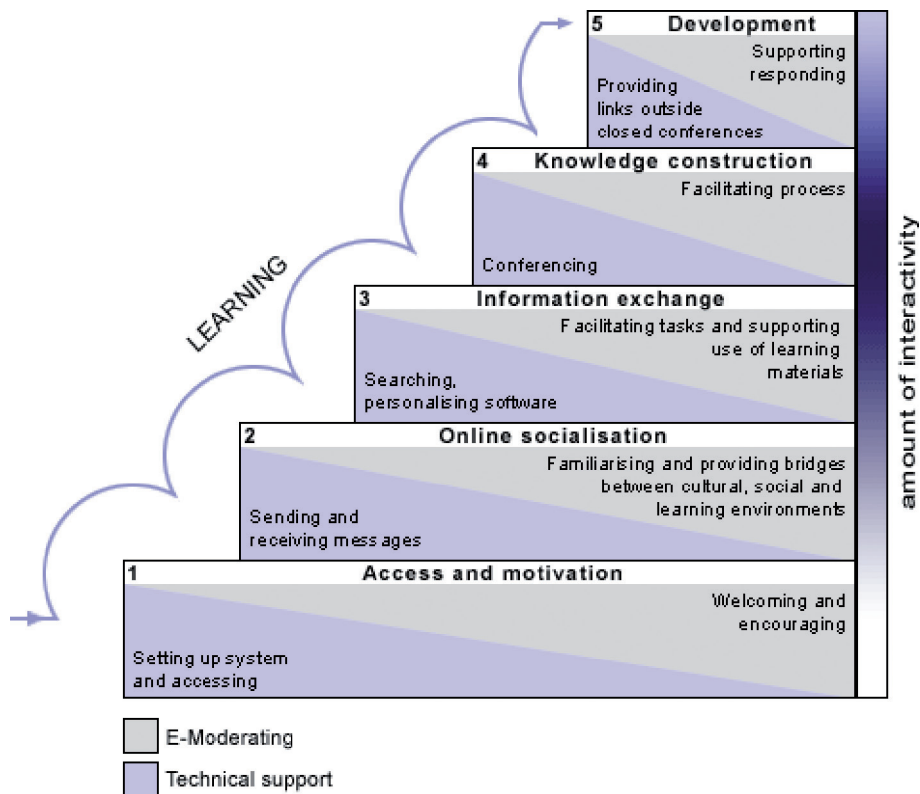 5 Development
Supporting
responding
Providing
links outside
closed conferences
4 Knowledge construction
Facilitating process
Conferencing
3 Information exchange
Facilitating tasks and supporting
use of learning
materials
Searching,
personalising software
2 Online socialisation
Familiarising and providing bridges
between cultural, social and
learning environments
Sending and
receiving messages
1 Access and motivation
Welcoming and
encouraging
Setting up system
and accessing
LEARNING
amount of interactivity
E-Moderating
Technical support